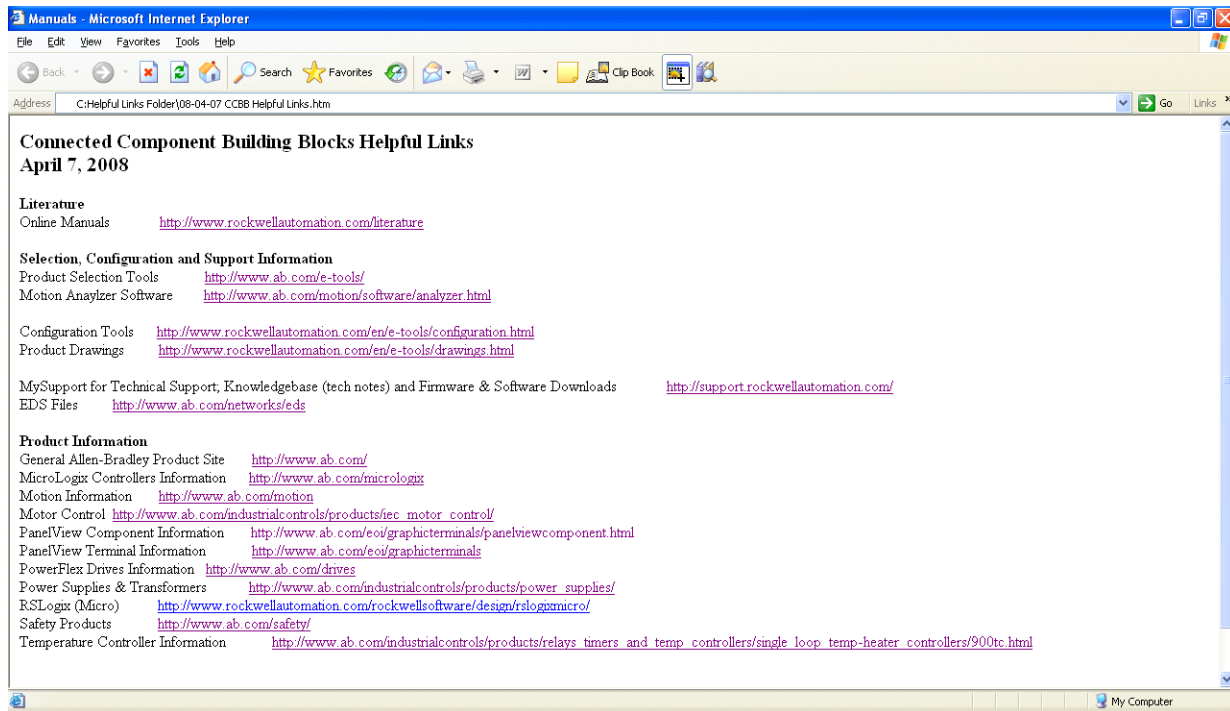 Manuals - Microsoft Internet Explorer
File Edit View Favorites Tools Help
Back Search Favorites Clip Book
Address C:Helpful Links Folder\08-04-07 CCBB Helpful Links.htm Go Links »
Connected Component Building Blocks Helpful Links
April 7, 2008
Literature
Online Manuals http://www.rockwellautomation.com/literature
Selection, Configuration and Support Information
Product Selection Tools http://www.ab.com/e-tools/
Motion Anaylzer Software http://www.ab.com/motion/software/analyzer.html
Configuration Tools http://www.rockwellautomation.com/en/e-tools/configuration.html
Product Drawings http://www.rockwellautomation.com/en/e-tools/drawings.html
MySupport for Technical Support; Knowledgebase (tech notes) and Firmware & Software Downloads http://support.rockwellautomation.com/
EDS Files http://www.ab.com/networks/eds
Product Information
General Allen-Bradley Product Site http://www.ab.com/
MicroLogix Controllers Information http://www.ab.com/micrologix
Motion Information http://www.ab.com/motion
Motor Control http://www.ab.com/industrialcontrols/products/iec_motor_control/
PanelView Component Information http://www.ab.com/eoi/graphicterminals/panelviewcomponent.html
PanelView Terminal Information http://www.ab.com/eoi/graphicterminals
PowerFlex Drives Information http://www.ab.com/drives
Power Supplies & Transformers http://www.ab.com/industrialcontrols/products/power_supplies/
RSLogix (Micro) http://www.rockwellautomation.com/rockwellsoftware/design/rslogixmicro/
Safety Products http://www.ab.com/safety/
Temperature Controller Information http://www.ab.com/industrialcontrols/products/relays_timers_and_temp_controllers/single_loop_temp-heater_controllers/900tc.html
My Computer